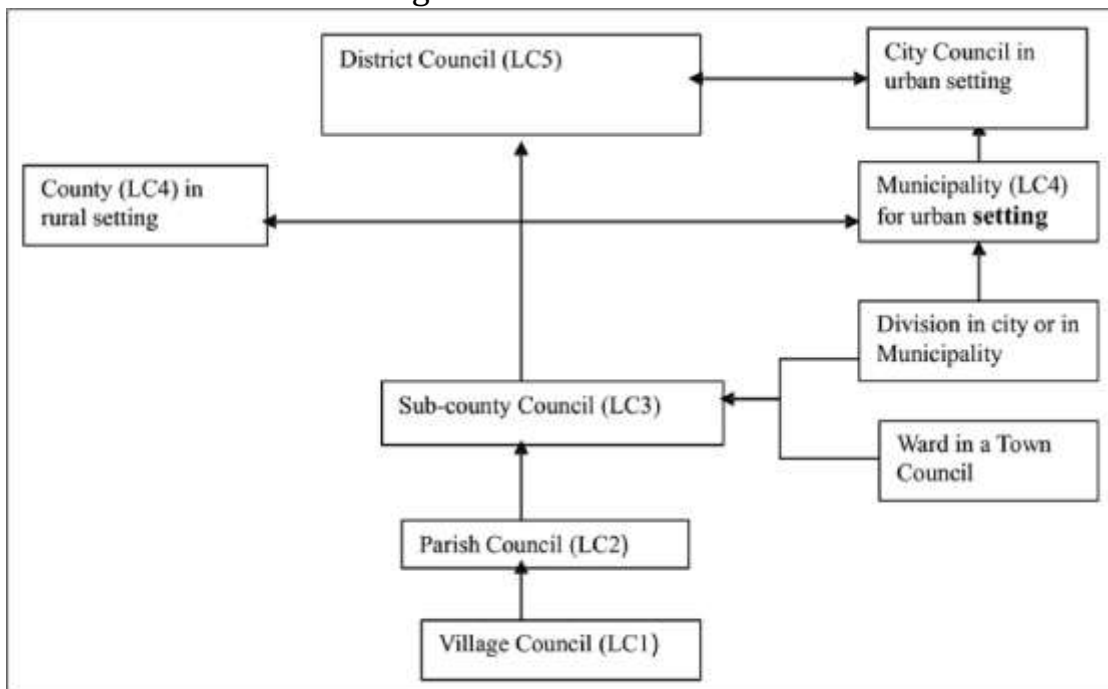 District Council (LC5)
City Council in
urban setting
County (LC4) in
rural setting
Municipality (LC4)
for urban setting
Division in city or in
Municipality
Sub-county Council (LC3)
Ward in a Town
Council
Parish Council (LC2)
Village Council (LC1)